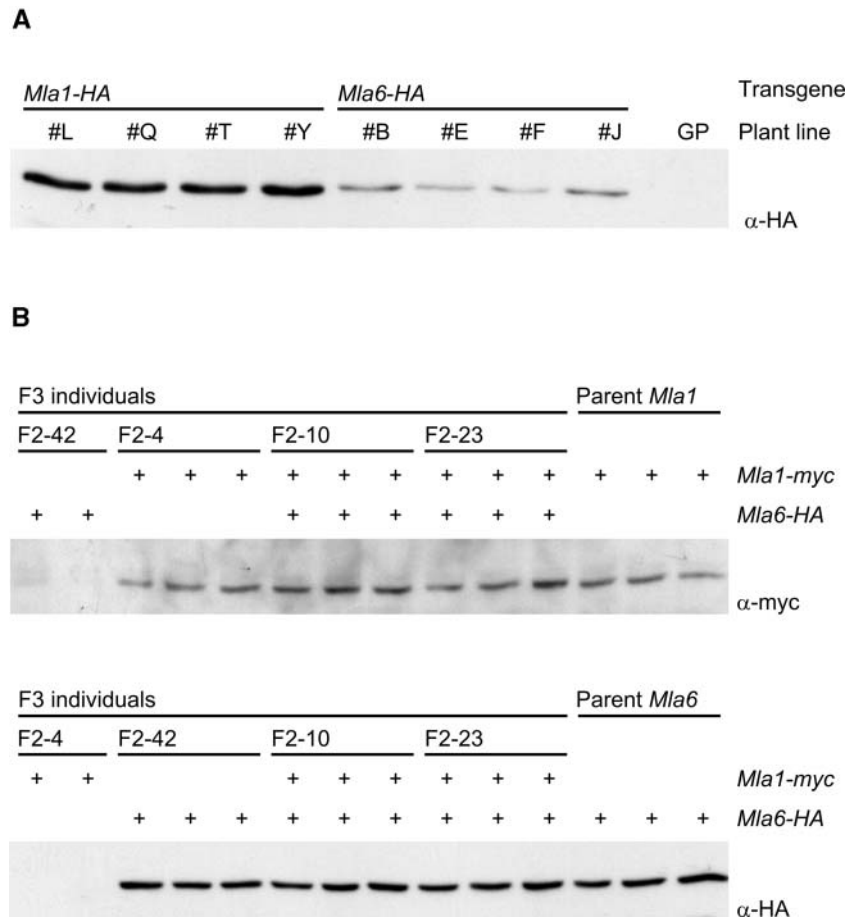 A
Mla1-HA Mla6-HA Transgene
#L #Q #T #Y #B #E #F #J GP Plant line
α-HA
B
F3 individuals Parent Mla1
F2-42 F2-4 F2-10 F2-23
+ + + + + + + + + + + + Mla1-myc
+ + + + + + + + Mla6-HA
α-myc
F3 individuals Parent Mla6
F2-4 F2-42 F2-10 F2-23
+ + + + + + + + Mla1-myc
+ + + + + + + + + + + + Mla6-HA
α-HA